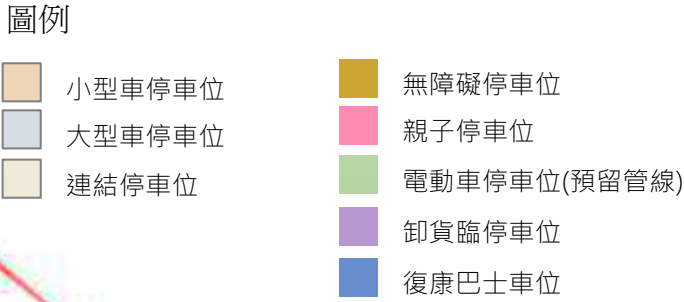 圖例
小型車停車位
大型車停車位
連結停車位
無障礙停車位
親子停車位
電動車停車位(預留管線)
卸貨臨停車位
復康巴士車位